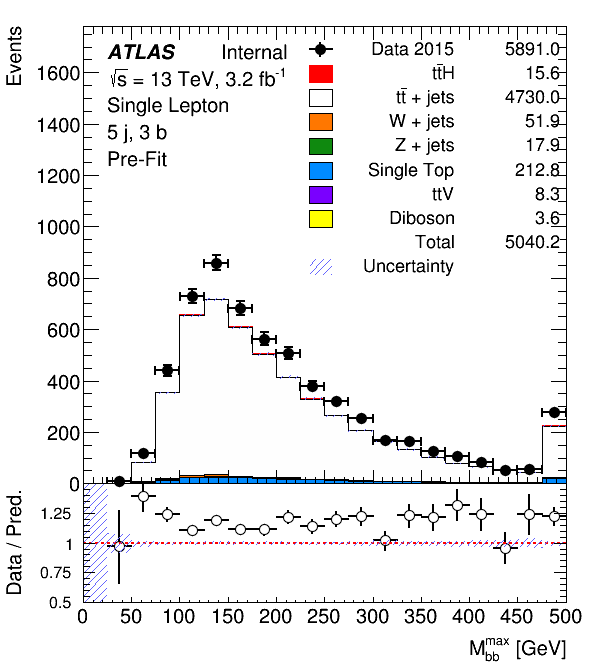 Events
ATLAS Internal
√s = 13 TeV, 3.2 fb⁻¹
Single Lepton
5 j, 3 b
Pre-Fit
Data 2015 5891.0
tt̄H 15.6
tt̄ + jets 4730.0
W + jets 51.9
Z + jets 17.9
Single Top 212.8
ttV 8.3
Diboson 3.6
Total 5040.2
Uncertainty
1600
1400
1200
1000
800
600
400
200
0
Data / Pred.
1.25
1
0.75
0.5
0 50 100 150 200 250 300 350 400 450 500
M_bb^max [GeV]